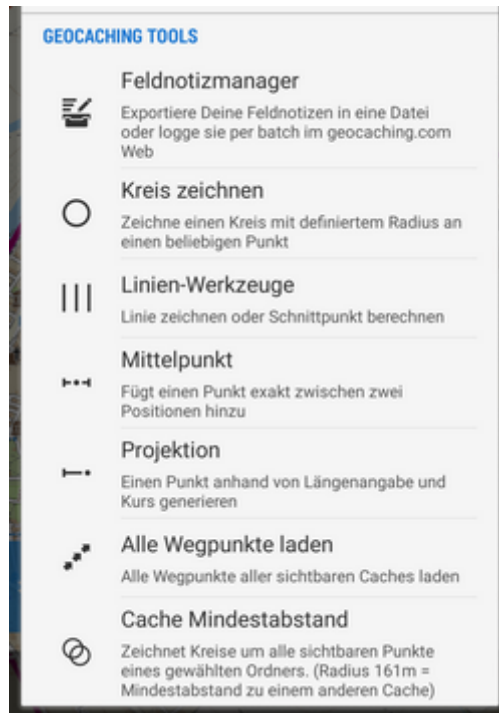 GEOCACHING TOOLS
Feldnotizmanager
Exportiere Deine Feldnotizen in eine Datei
oder logge sie per batch im geocaching.com
Web
Kreis zeichnen
Zeichne einen Kreis mit definiertem Radius an
einen beliebigen Punkt
Linien-Werkzeuge
Linie zeichnen oder Schnittpunkt berechnen
Mittelpunkt
Fügt einen Punkt exakt zwischen zwei
Positionen hinzu
Projektion
Einen Punkt anhand von Längenangabe und
Kurs generieren
Alle Wegpunkte laden
Alle Wegpunkte aller sichtbaren Caches laden
Cache Mindestabstand
Zeichnet Kreise um alle sichtbaren Punkte
eines gewählten Ordners. (Radius 161m =
Mindestabstand zu einem anderen Cache)